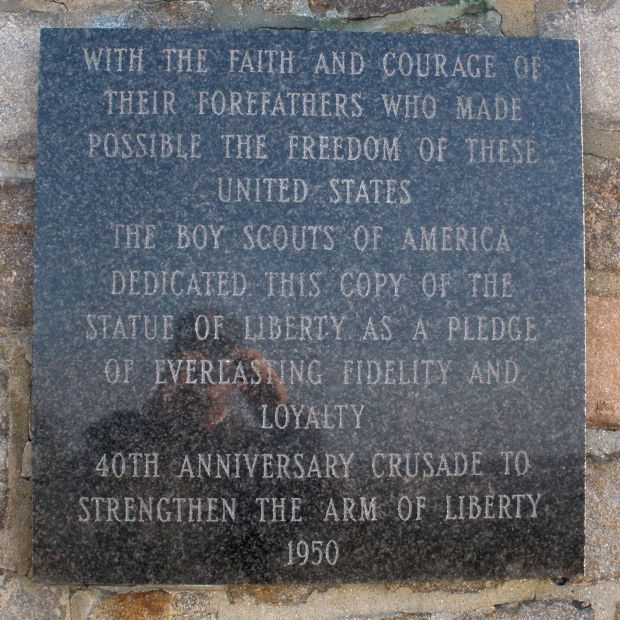 WITH THE FAITH AND COURAGE OF
THEIR FOREFATHERS WHO MADE
POSSIBLE THE FREEDOM OF THESE
UNITED STATES
THE BOY SCOUTS OF AMERICA
DEDICATED THIS COPY OF THE
STATUE OF LIBERTY AS A PLEDGE
OF EVERLASTING FIDELITY AND
LOYALTY
40TH ANNIVERSARY CRUSADE TO
STRENGTHEN THE ARM OF LIBERTY
1950